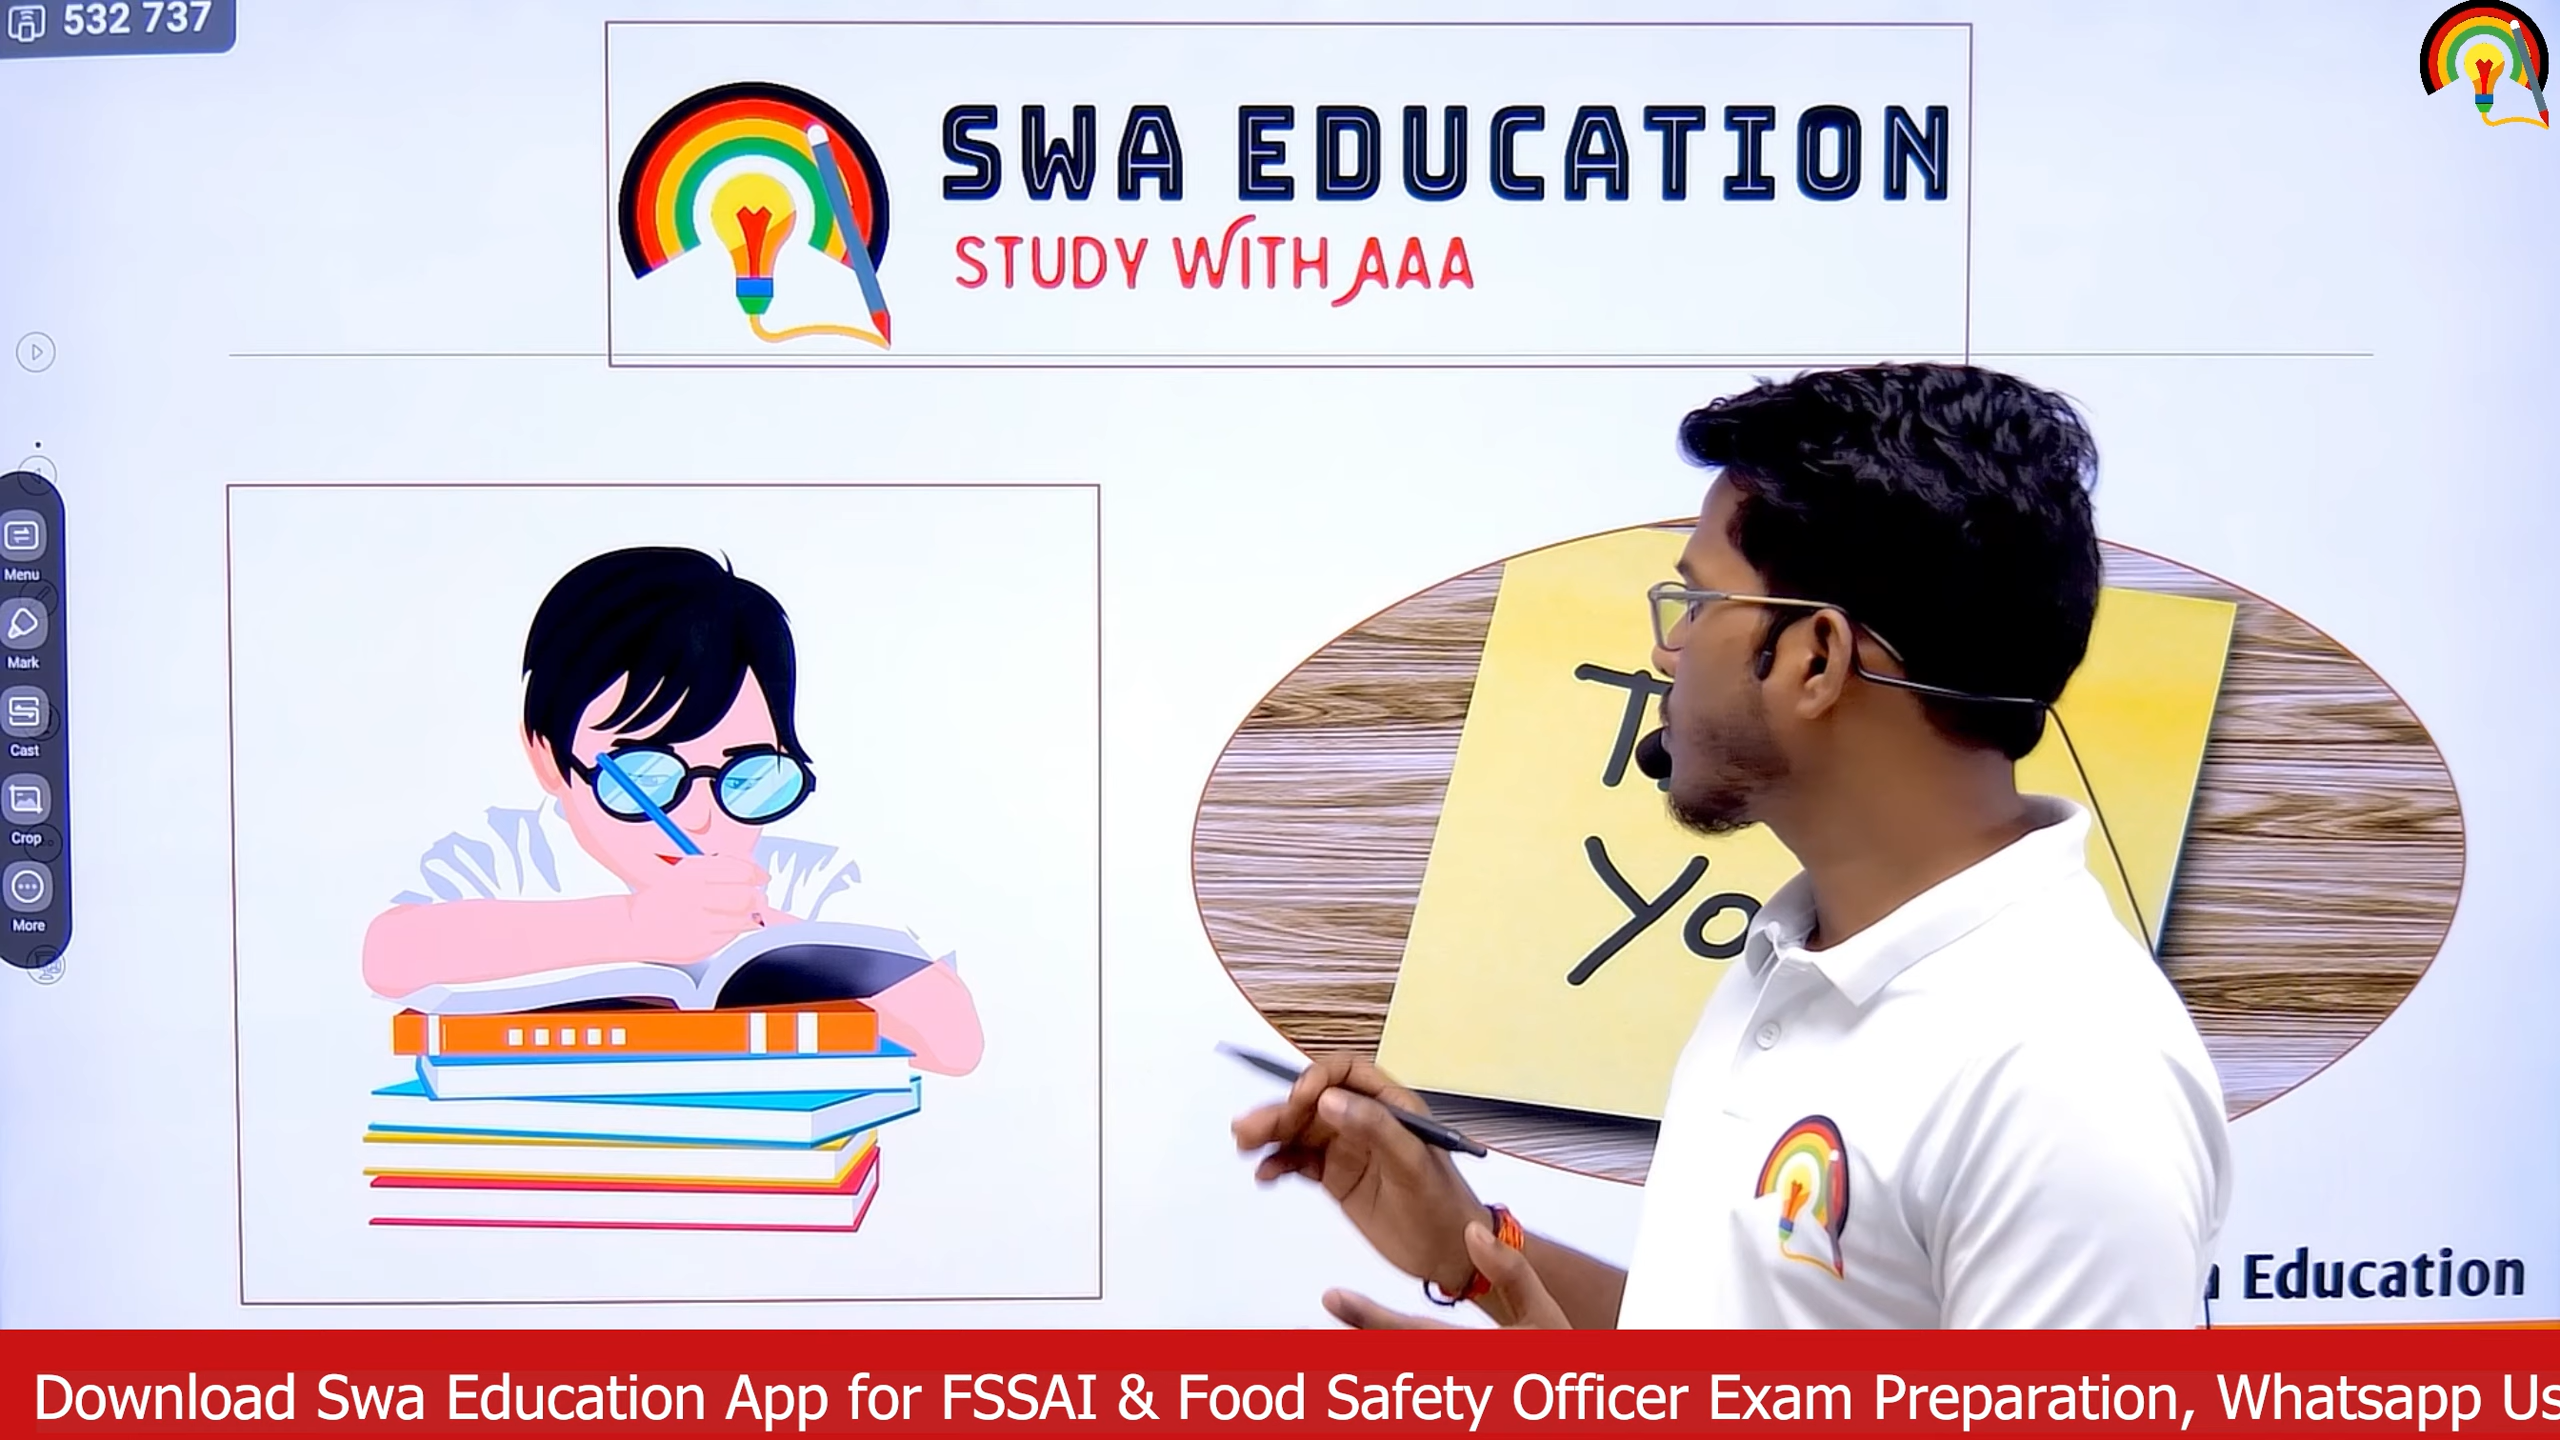 532 737
SWA EDUCATION
STUDY WITH AAA
Menu
Mark
Cast
Crop
More
Yo
Education
Download Swa Education App for FSSAI & Food Safety Officer Exam Preparation, Whatsapp Us